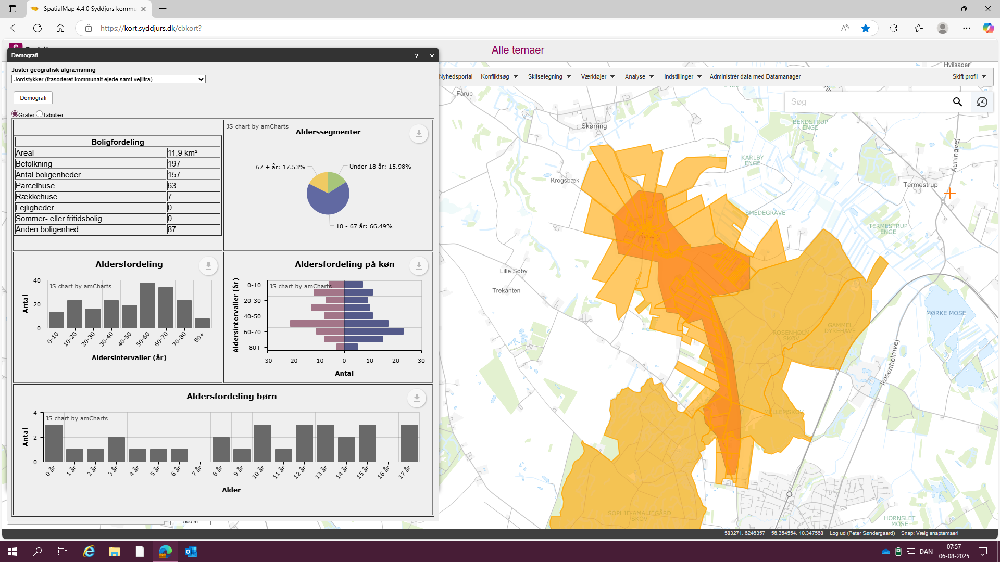 SpatialMap 4.4.0 Syddjurs kommu
https://kort.syddjurs.dk/cbkort?
Alle temaer
Demografi
? _ ×
Juster geografisk afgrænsning
Jordstykker (frasorteret kommunalt ejede samt vejlitra)
Demografi
Grafer Tabulær
Nyhedsportal Konfliktsøg Skitsetegning Værktøjer Analyse Indstillinger Administrér data med Datamanager Skift profil
Søg
Boligfordeling
Areal 11,9 km²
Befolkning 197
Antal boligenheder 157
Parcelhuse 63
Rækkehuse 7
Lejligheder 0
Sommer- eller fritidsbolig 0
Anden boligenhed 87
JS chart by amCharts
Alderssegmenter
67 + år: 17.53%
Under 18 år: 15.98%
18 - 67 år: 66.49%
Aldersfordeling
JS chart by amCharts
Antal
40
20
0
0-10 10-20 20-30 30-40 40-50 50-60 60-70 70-80 80+
Aldersintervaller (år)
Aldersfordeling på køn
JS chart by amCharts
Aldersintervaller (år)
0-10
20-30
40-50
60-70
80+
-30 -20 -10 0 10 20 30
Antal
Aldersfordeling børn
JS chart by amCharts
Antal
4
2
0
0 år 1 år 2 år 3 år 4 år 5 år 6 år 7 år 8 år 9 år 10 år 11 år 12 år 13 år 14 år 15 år 16 år 17 år
Alder
500 m
Hvilsager
Fårup
Skørring
BENDSTRUP
ENGE
KARLBY
ENGE
Auningvej
Krogsbæk
Termestrup
SMEDEGRAVE
TERMESTRUP
ENGE
Lille Søby
Trekanten
MØRKE MOSE
GAMMEL
DYREHAVE
ROSENHOLM
SKOV
Rosenholmvej
MELLEMSKOV
SOPHIE-AMALIEGÅRD
SKOV
HORNSLET
MOSE
583271, 6246357 56.354554, 10.347568 Log ud (Peter Søndergaard) Snap: Vælg snaptemaer!
DAN
07:57
06-08-2025